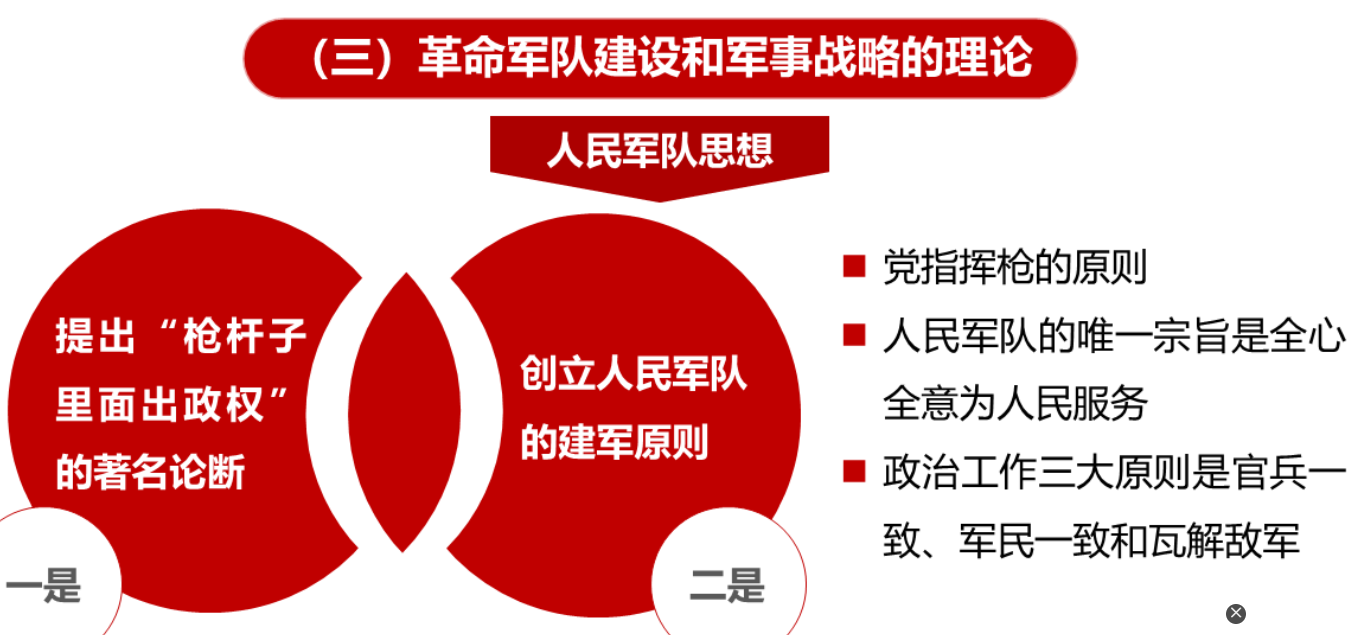 （三）革命军队建设和军事战略的理论
人民军队思想
提出“枪杆子
里面出政权”
的著名论断
一是
创立人民军队
的建军原则
二是
党指挥枪的原则
人民军队的唯一宗旨是全心
全意为人民服务
政治工作三大原则是官兵一
致、军民一致和瓦解敌军